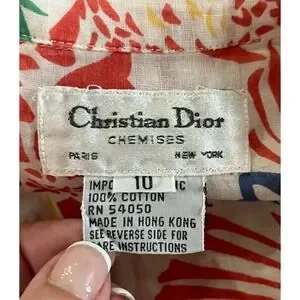 Christian Dior
CHEMISES
PARIS NEW YORK
10
100% COTTON
RN 54050
MADE IN HONG KONG
SEE REVERSE SIDE FOR
CARE INSTRUCTIONS